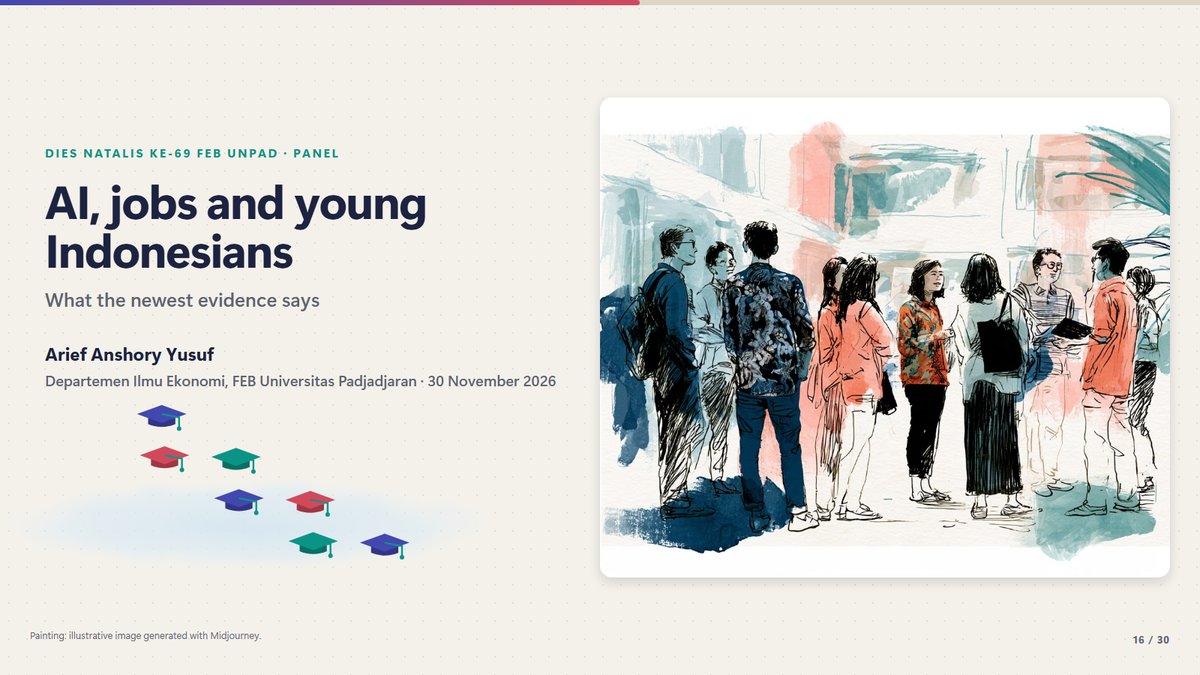 DIES NATALIS KE-69 FEB UNPAD · PANEL
AI, jobs and young
Indonesians
What the newest evidence says
Arief Anshory Yusuf
Departemen Ilmu Ekonomi, FEB Universitas Padjadjaran · 30 November 2026
Painting: illustrative image generated with Midjourney.
16 / 30